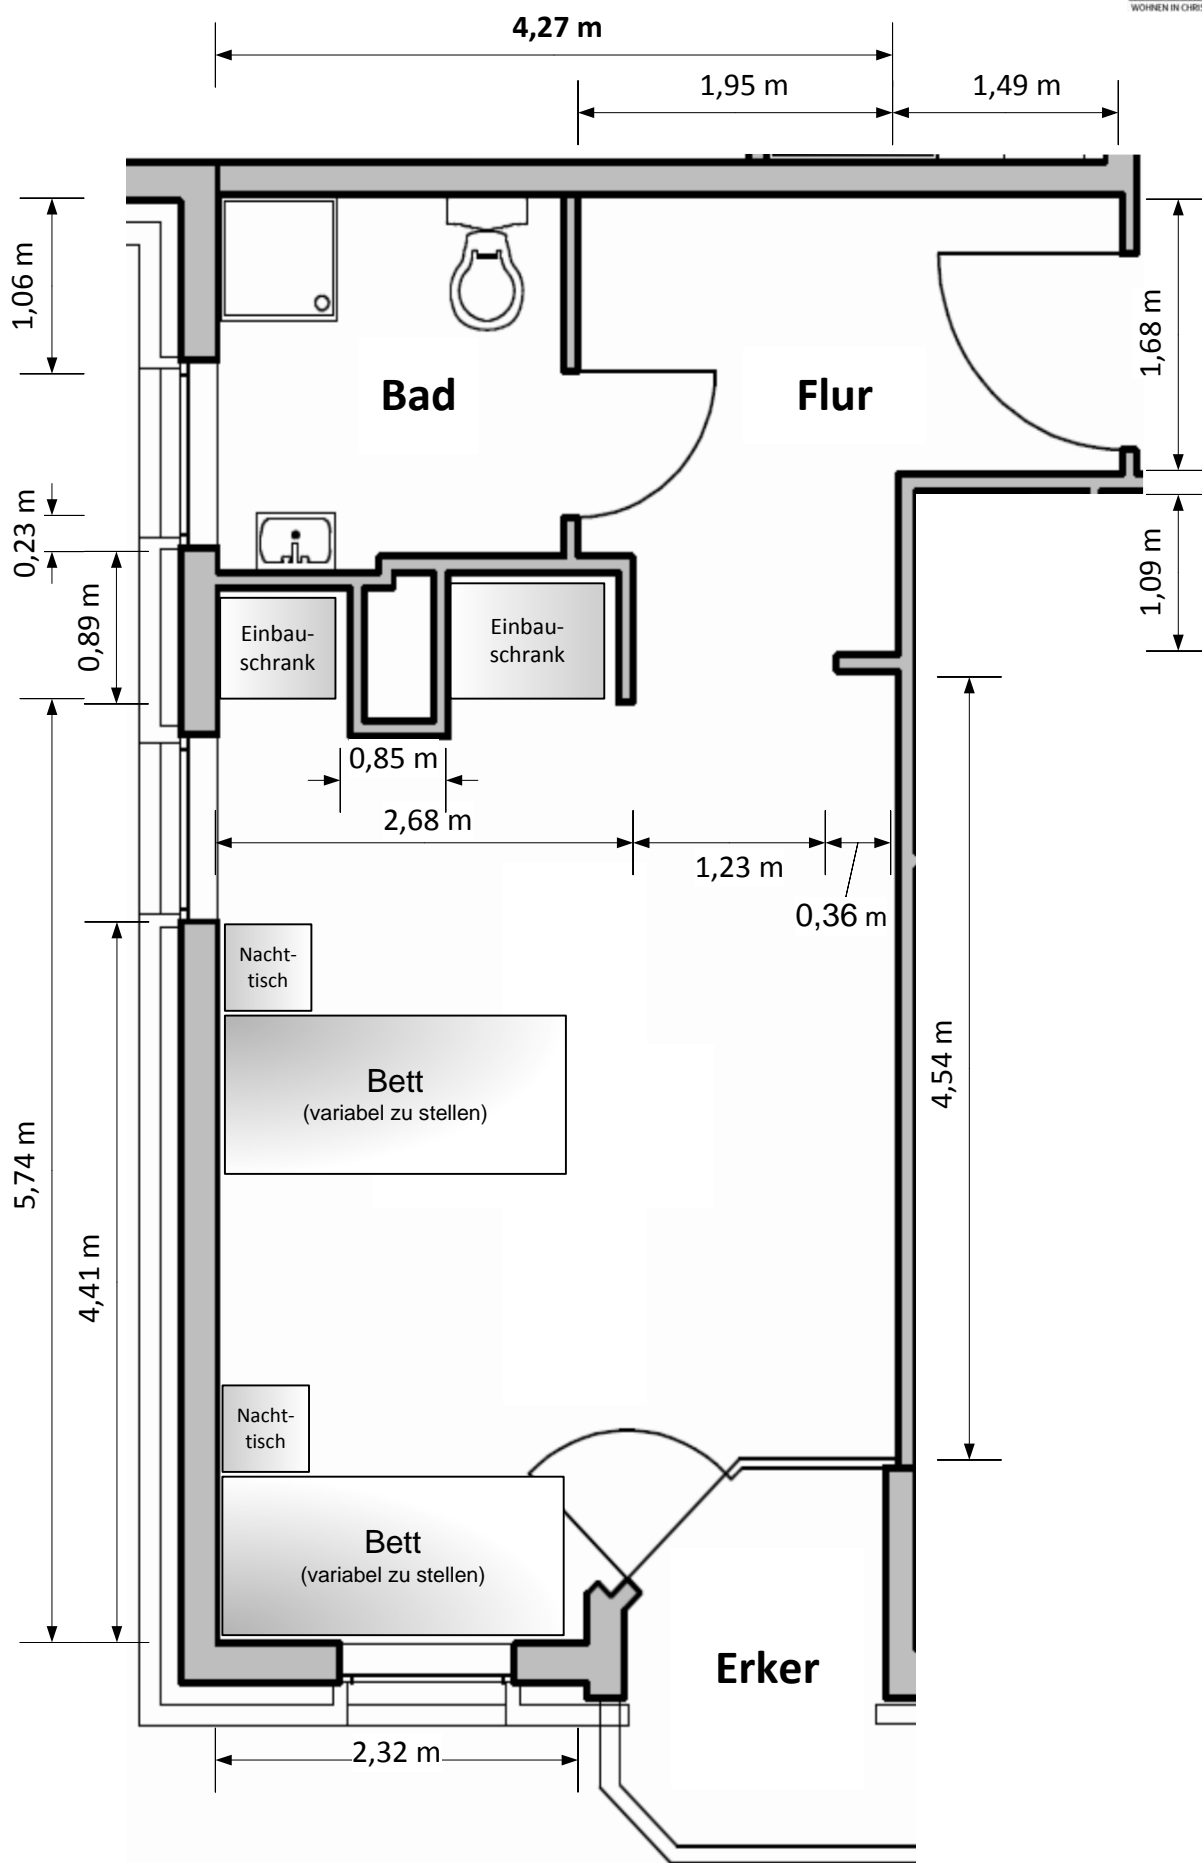 WOHNEN IN CHRIS
4,27 m
1,95 m
1,49 m
1,06 m
1,68 m
Bad
Flur
0,23 m
1,09 m
0,89 m
Einbau-
schrank
Einbau-
schrank
0,85 m
2,68 m
1,23 m
0,36 m
Nacht-
tisch
Bett
(variabel zu stellen)
4,54 m
5,74 m
4,41 m
Nacht-
tisch
Bett
(variabel zu stellen)
Erker
2,32 m